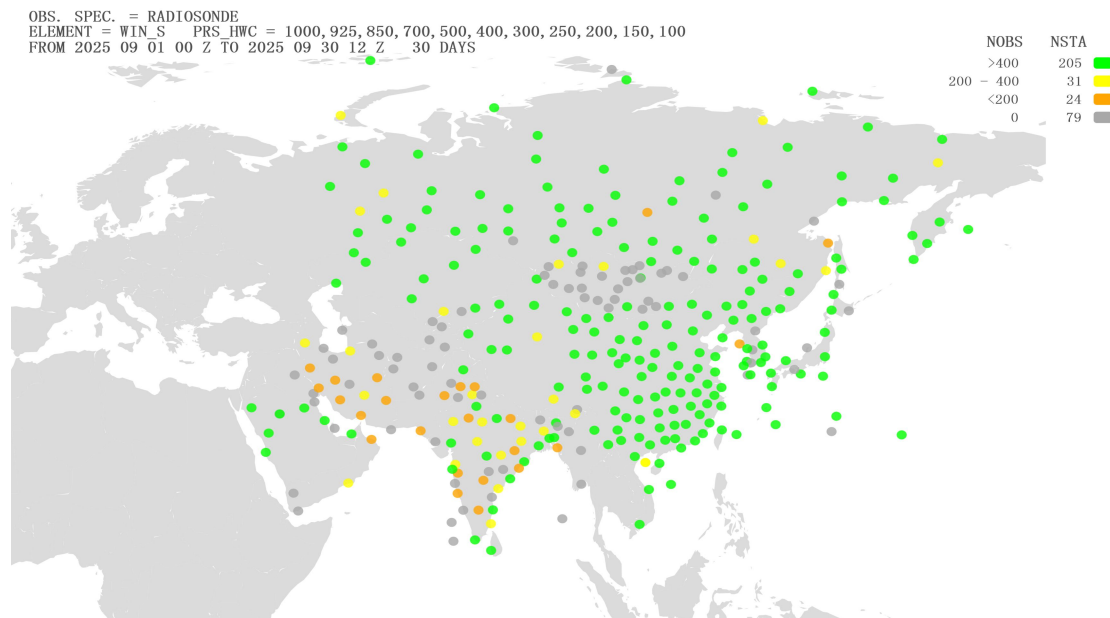 OBS. SPEC. = RADIOSONDE
ELEMENT = WIN_S PRS_HWC = 1000,925,850,700,500,400,300,250,200,150,100
FROM 2025 09 01 00 Z TO 2025 09 30 12 Z 30 DAYS
NOBS NSTA
>400 205
200 - 400 31
<200 24
0 79